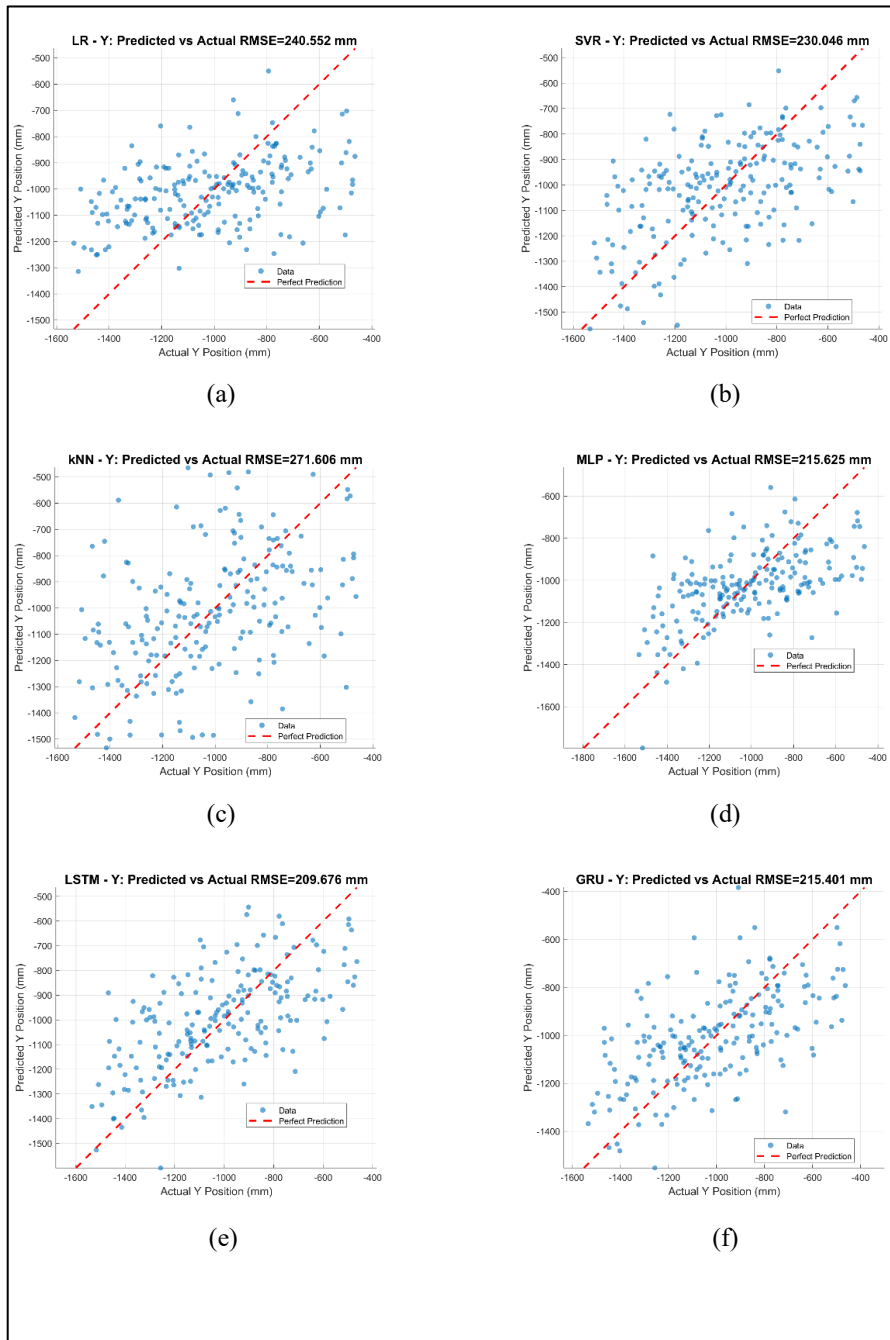 LR - Y: Predicted vs Actual RMSE=240.552 mm
-500
-600
-700
-800
-900
-1000
-1100
-1200
-1300
-1400
-1500
Predicted Y Position (mm)
Data
Perfect Prediction
-1600 -1400 -1200 -1000 -800 -600 -400
Actual Y Position (mm)
(a)
SVR - Y: Predicted vs Actual RMSE=230.046 mm
-500
-600
-700
-800
-900
-1000
-1100
-1200
-1300
-1400
-1500
Predicted Y Position (mm)
Data
Perfect Prediction
-1600 -1400 -1200 -1000 -800 -600 -400
Actual Y Position (mm)
(b)
kNN - Y: Predicted vs Actual RMSE=271.606 mm
-500
-600
-700
-800
-900
-1000
-1100
-1200
-1300
-1400
-1500
Predicted Y Position (mm)
Data
Perfect Prediction
-1600 -1400 -1200 -1000 -800 -600 -400
Actual Y Position (mm)
(c)
MLP - Y: Predicted vs Actual RMSE=215.625 mm
-600
-800
-1000
-1200
-1400
-1600
Predicted Y Position (mm)
Data
Perfect Prediction
-1800 -1600 -1400 -1200 -1000 -800 -600 -400
Actual Y Position (mm)
(d)
LSTM - Y: Predicted vs Actual RMSE=209.676 mm
-500
-600
-700
-800
-900
-1000
-1100
-1200
-1300
-1400
-1500
Predicted Y Position (mm)
Data
Perfect Prediction
-1600 -1400 -1200 -1000 -800 -600 -400
Actual Y Position (mm)
(e)
GRU - Y: Predicted vs Actual RMSE=215.401 mm
-400
-600
-800
-1000
-1200
-1400
Predicted Y Position (mm)
Data
Perfect Prediction
-1600 -1400 -1200 -1000 -800 -600 -400
Actual Y Position (mm)
(f)